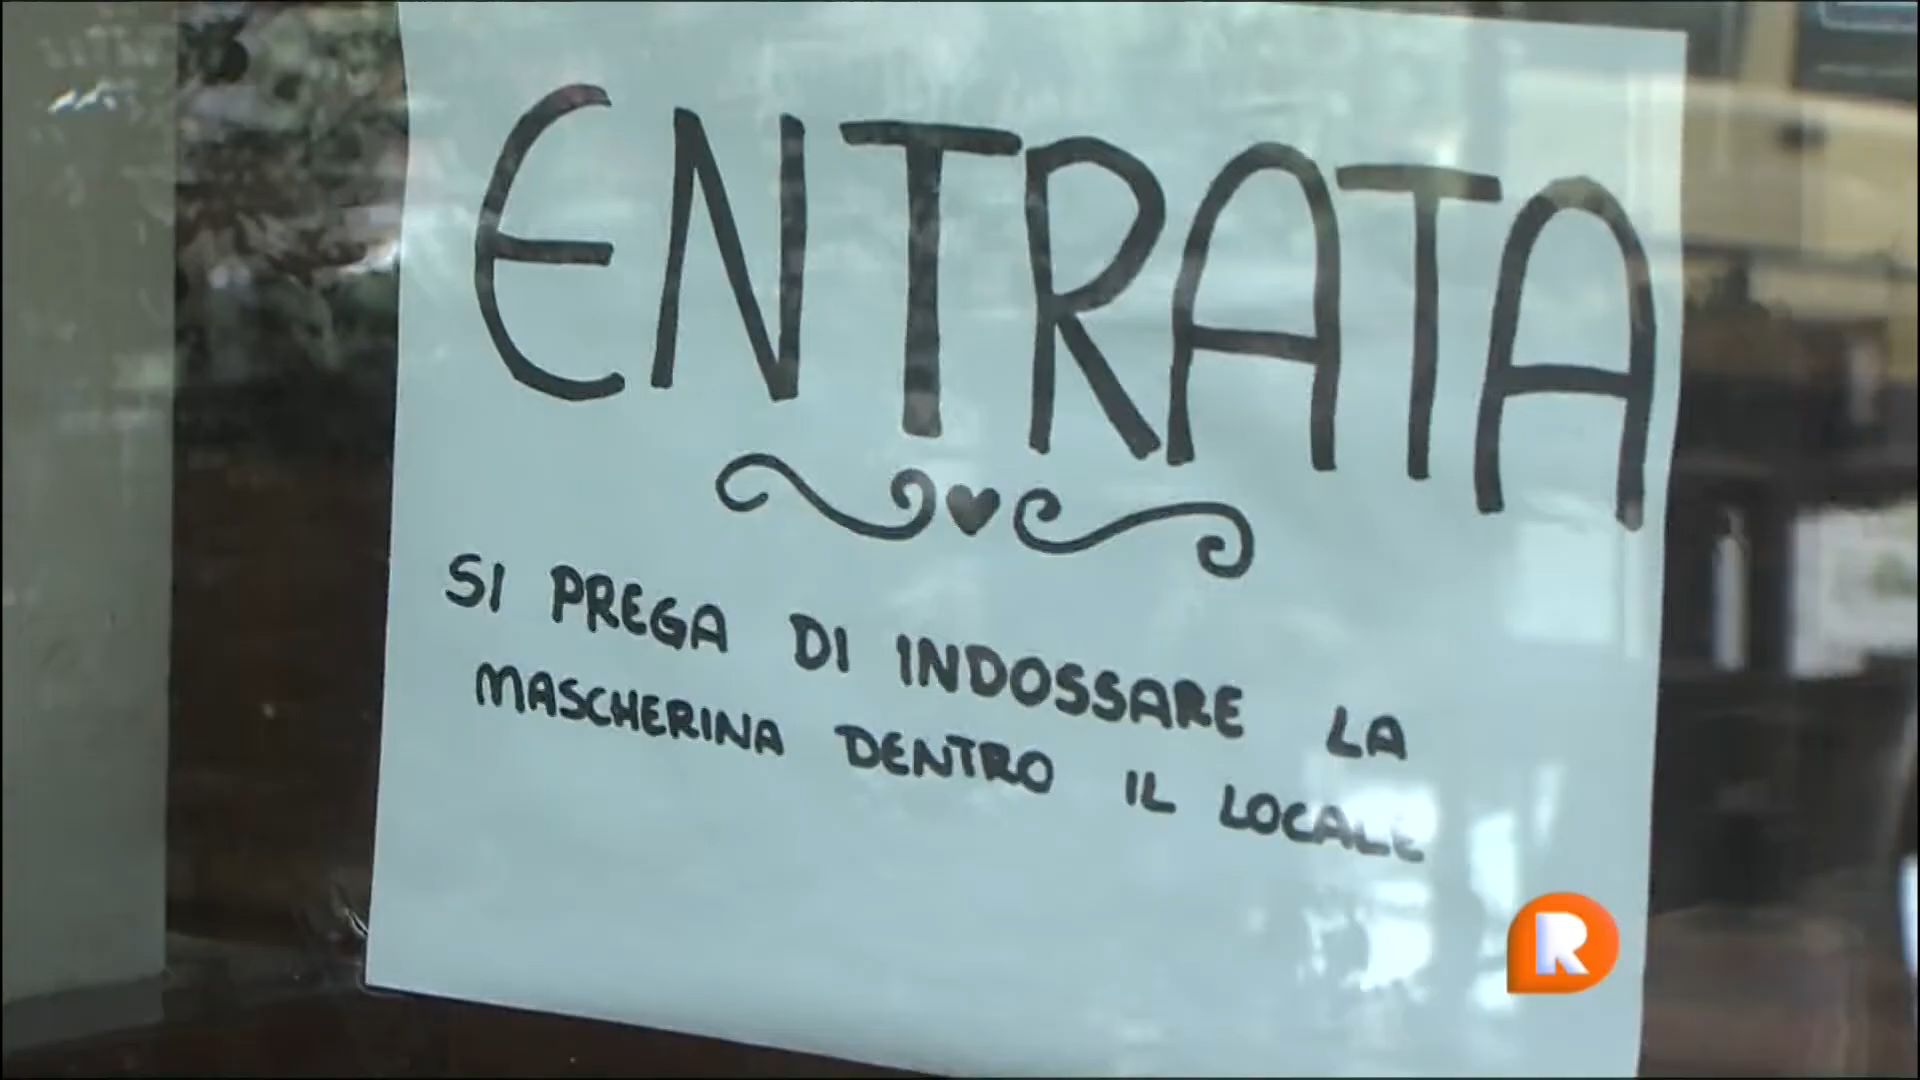 ENTRATA
SI PREGA DI INDOSSARE LA
MASCHERINA DENTRO IL LOCALE
R